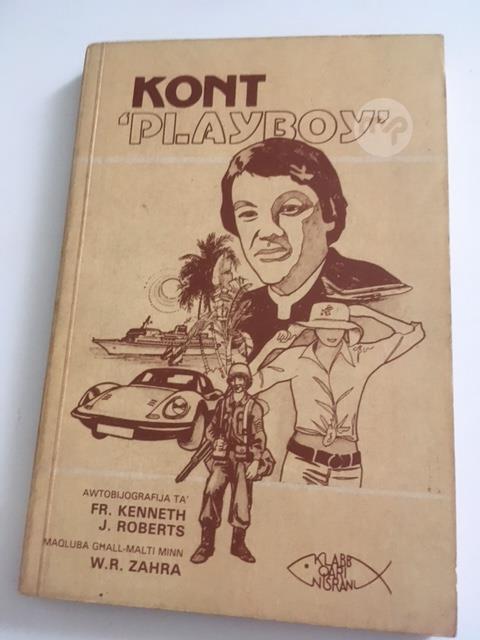 KONT
'PLAYBOY'
AWTOBIJOGRAFIJA TA'
FR. KENNETH
J. ROBERTS
MAQLUBA GĦALL-MALTI MINN
W.R. ZAHRA
KLABB
QARI
NISRANI